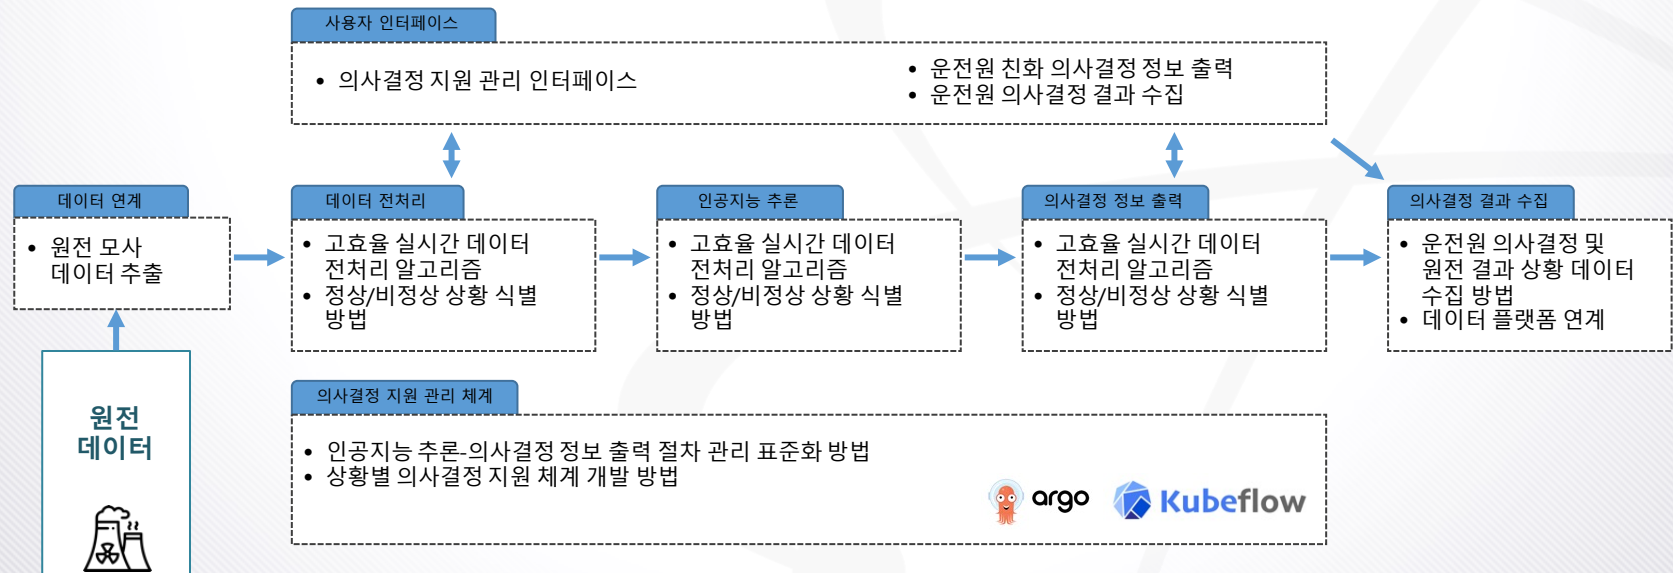 사용자 인터페이스
• 의사결정 지원 관리 인터페이스
• 운전원 친화 의사결정 정보 출력
• 운전원 의사결정 결과 수집
데이터 연계
• 원전 모사
데이터 추출
데이터 전처리
• 고효율 실시간 데이터
전처리 알고리즘
• 정상/비정상 상황 식별
방법
인공지능 추론
• 고효율 실시간 데이터
전처리 알고리즘
• 정상/비정상 상황 식별
방법
의사결정 정보 출력
• 고효율 실시간 데이터
전처리 알고리즘
• 정상/비정상 상황 식별
방법
의사결정 결과 수집
• 운전원 의사결정 및
원전 결과 상황 데이터
수집 방법
• 데이터 플랫폼 연계
원전
데이터
의사결정 지원 관리 체계
• 인공지능 추론-의사결정 정보 출력 절차 관리 표준화 방법
• 상황별 의사결정 지원 체계 개발 방법
argo
Kubeflow